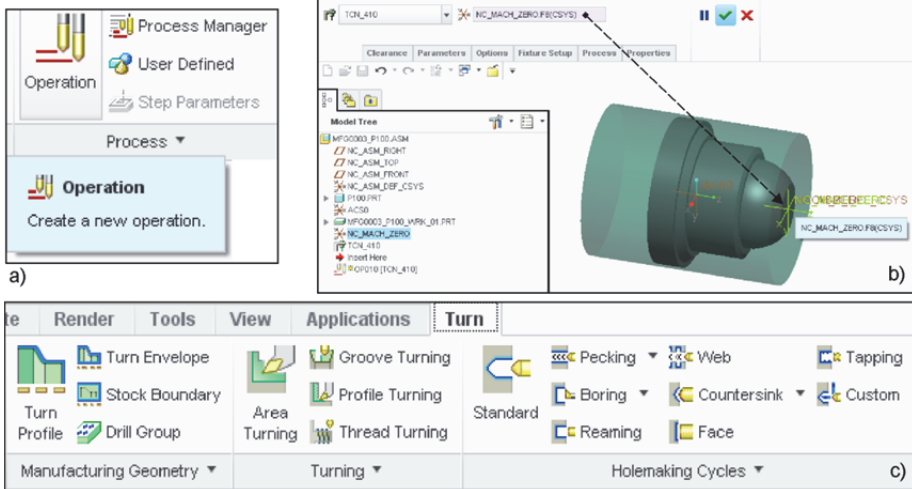 Operation
Process Manager
User Defined
Step Parameters
Process
Operation
Create a new operation.
a)
TCN_410
NC_MACH_ZERO:F8(CSYS)
Clearance Parameters Options Fixture Setup Process Properties
Model Tree
MFG0003_P100.ASM
NC_ASM_RIGHT
NC_ASM_TOP
NC_ASM_FRONT
NC_ASM_DEF_CSYS
P100.PRT
ACS0
MFG0003_P100_WRK_01.PRT
NC_MACH_ZERO
TCN_410
Insert Here
OP010 [TCN_410]
NC_MACH_ZERO:F8(CSYS)
b)
te Render Tools View Applications Turn
Turn Profile
Turn Envelope
Stock Boundary
Drill Group
Manufacturing Geometry
Area Turning
Groove Turning
Profile Turning
Thread Turning
Turning
Standard
Pecking Web Tapping
Boring Countersink Custom
Reaming Face
Holemaking Cycles
c)